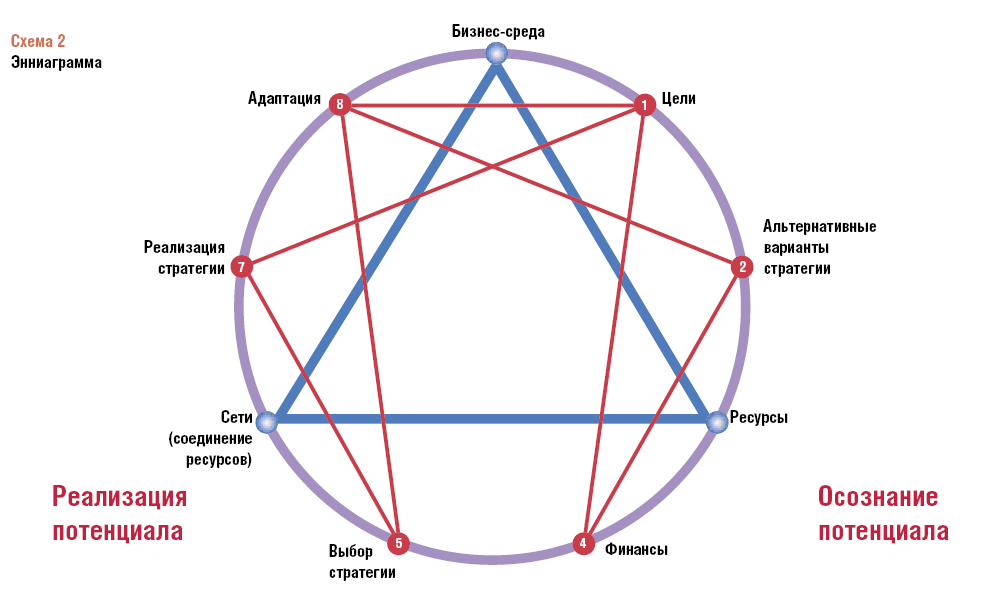 Схема 2
Энниаграмма
Бизнес-среда
Адаптация
8
1
Цели
Альтернативные
варианты
стратегии
2
Реализация
стратегии
7
Сети
(соединение
ресурсов)
Ресурсы
Реализация
потенциала
Осознание
потенциала
5
Выбор
стратегии
4
Финансы